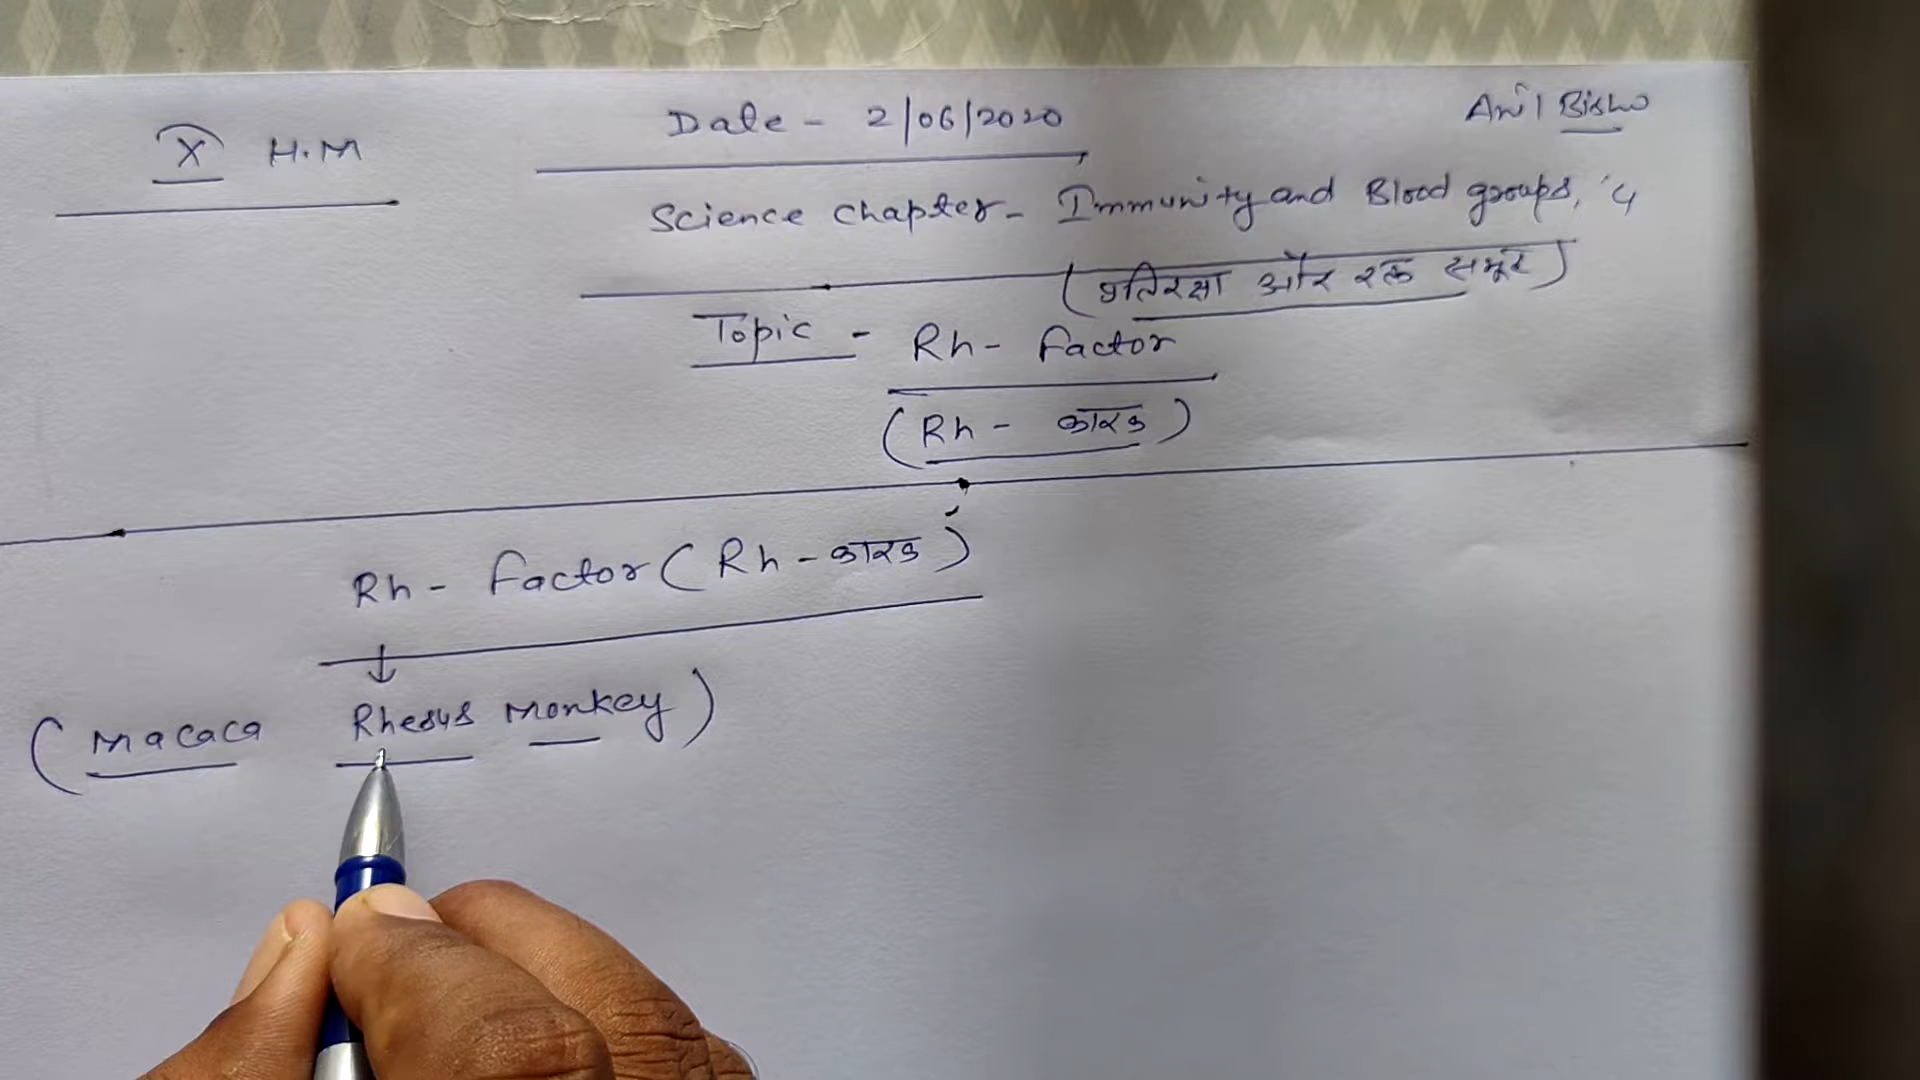 X H.M
Date - 2/06/2020
Anil
Science chapter - Immunity and Blood groups, 4
(प्रतिरक्षा और रक्त समूह)
Topic - Rh - factor
(Rh - कारक)
Rh - factor (Rh - कारक)
(Macaca Rhesus Monkey)